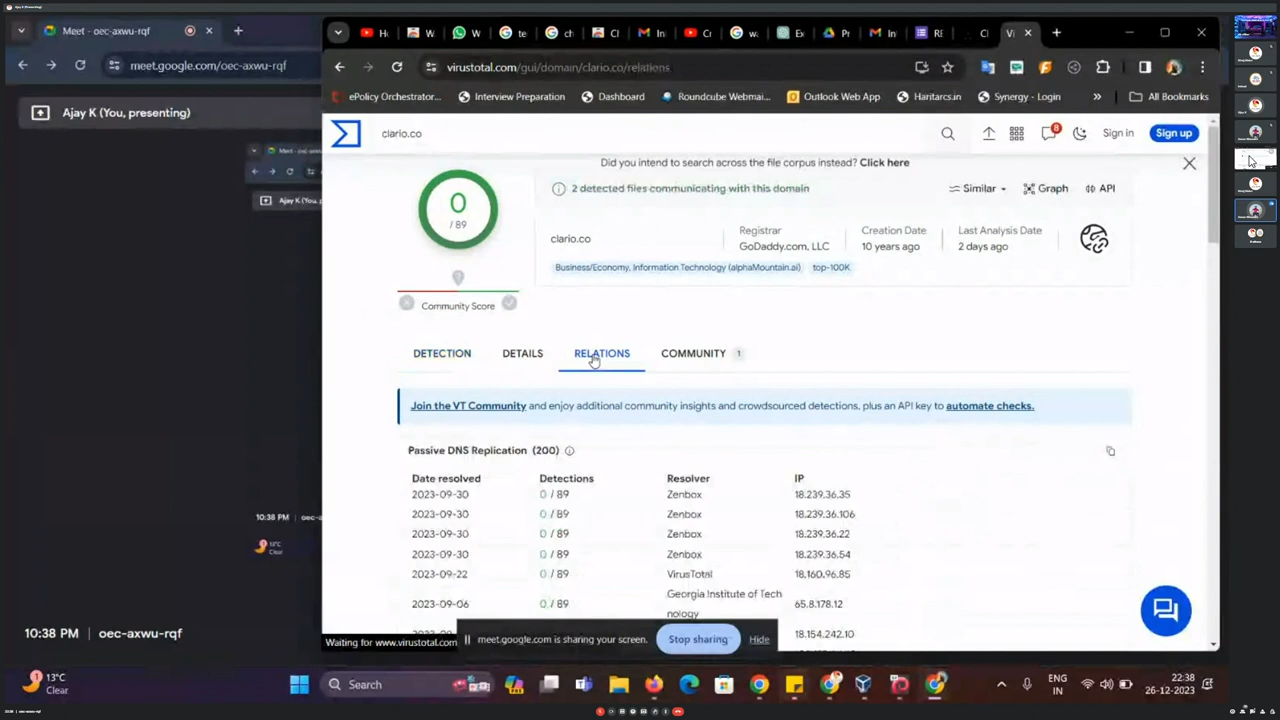 Ajay K (Presenting)
Meet - oec-axwu-rqf
meet.google.com/oec-axwu-rqf
Ajay K (You, presenting)
virustotal.com/gui/domain/clario.co/relations
ePolicy Orchestrator... Interview Preparation Dashboard Roundcube Webmai... Outlook Web App Haritarcs.in Synergy - Login » All Bookmarks
clario.co
8
Sign in
Sign up
Did you intend to search across the file corpus instead? Click here
0
/ 89
2 detected files communicating with this domain
Similar
Graph
API
clario.co
Registrar
GoDaddy.com, LLC
Creation Date
10 years ago
Last Analysis Date
2 days ago
Business/Economy, Information Technology (alphaMountain.ai)
top-100K
Community Score
DETECTION DETAILS RELATIONS COMMUNITY 1
Join the VT Community and enjoy additional community insights and crowdsourced detections, plus an API key to automate checks.
Passive DNS Replication (200)
Date resolved Detections Resolver IP
2023-09-30 0 / 89 Zenbox 18.239.36.35
2023-09-30 0 / 89 Zenbox 18.239.36.106
2023-09-30 0 / 89 Zenbox 18.239.36.22
2023-09-30 0 / 89 Zenbox 18.239.36.54
2023-09-22 0 / 89 VirusTotal 18.160.96.85
2023-09-06 0 / 89 Georgia Institute of Tech
nology 65.8.178.12
18.154.242.10
Waiting for www.virustotal.com
meet.google.com is sharing your screen.
Stop sharing
Hide
10:38 PM
10:38 PM | oec-axwu-rqf
13°C
Clear
Search
ENG
IN
22:38
26-12-2023